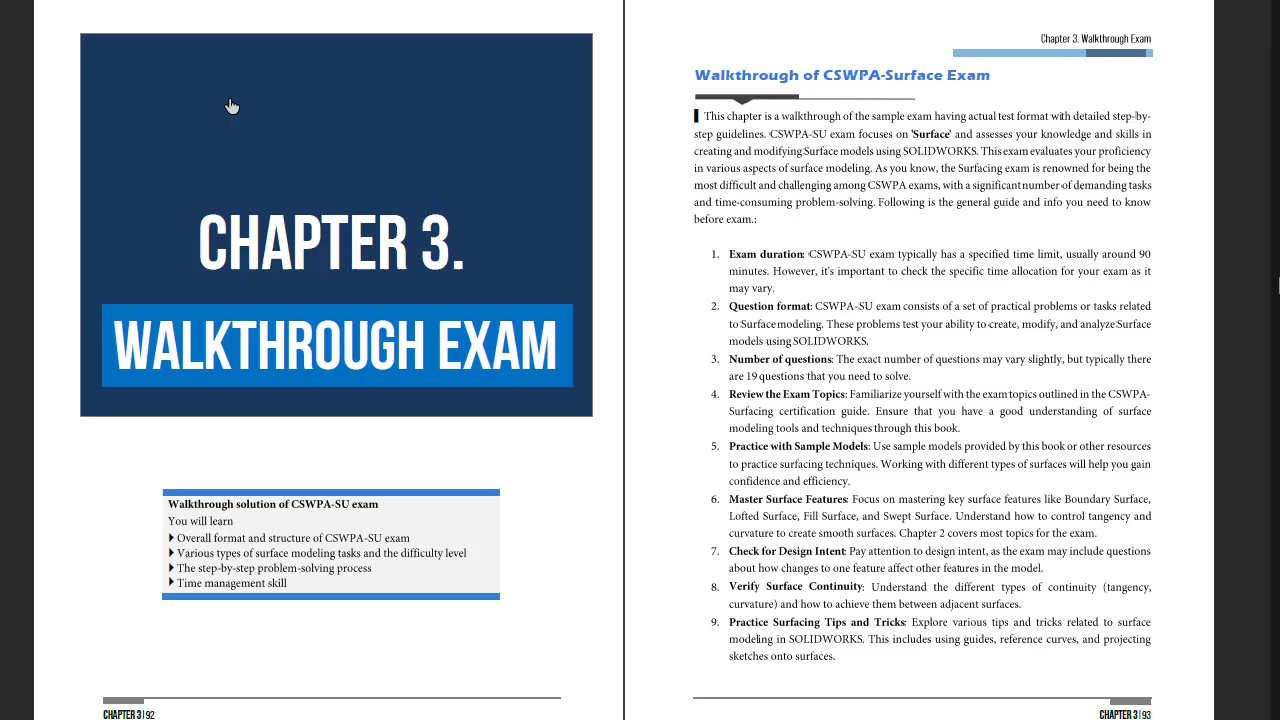 CHAPTER 3.
WALKTHROUGH EXAM
Walkthrough solution of CSWPA-SU exam
You will learn
Overall format and structure of CSWPA-SU exam
Various types of surface modeling tasks and the difficulty level
The step-by-step problem-solving process
Time management skill
CHAPTER 3 | 92
Chapter 3. Walkthrough Exam
Walkthrough of CSWPA-Surface Exam
This chapter is a walkthrough of the sample exam having actual test format with detailed step-by-
step guidelines. CSWPA-SU exam focuses on 'Surface' and assesses your knowledge and skills in
creating and modifying Surface models using SOLIDWORKS. This exam evaluates your proficiency
in various aspects of surface modeling. As you know, the Surfacing exam is renowned for being the
most difficult and challenging among CSWPA exams, with a significant number of demanding tasks
and time-consuming problem-solving. Following is the general guide and info you need to know
before exam.:
1. Exam duration: CSWPA-SU exam typically has a specified time limit, usually around 90
minutes. However, it's important to check the specific time allocation for your exam as it
may vary.
2. Question format: CSWPA-SU exam consists of a set of practical problems or tasks related
to Surface modeling. These problems test your ability to create, modify, and analyze Surface
models using SOLIDWORKS.
3. Number of questions: The exact number of questions may vary slightly, but typically there
are 19 questions that you need to solve.
4. Review the Exam Topics: Familiarize yourself with the exam topics outlined in the CSWPA-
Surfacing certification guide. Ensure that you have a good understanding of surface
modeling tools and techniques through this book.
5. Practice with Sample Models: Use sample models provided by this book or other resources
to practice surfacing techniques. Working with different types of surfaces will help you gain
confidence and efficiency.
6. Master Surface Features: Focus on mastering key surface features like Boundary Surface,
Lofted Surface, Fill Surface, and Swept Surface. Understand how to control tangency and
curvature to create smooth surfaces. Chapter 2 covers most topics for the exam.
7. Check for Design Intent: Pay attention to design intent, as the exam may include questions
about how changes to one feature affect other features in the model.
8. Verify Surface Continuity: Understand the different types of continuity (tangency,
curvature) and how to achieve them between adjacent surfaces.
9. Practice Surfacing Tips and Tricks: Explore various tips and tricks related to surface
modeling in SOLIDWORKS. This includes using guides, reference curves, and projecting
sketches onto surfaces.
CHAPTER 3 | 93